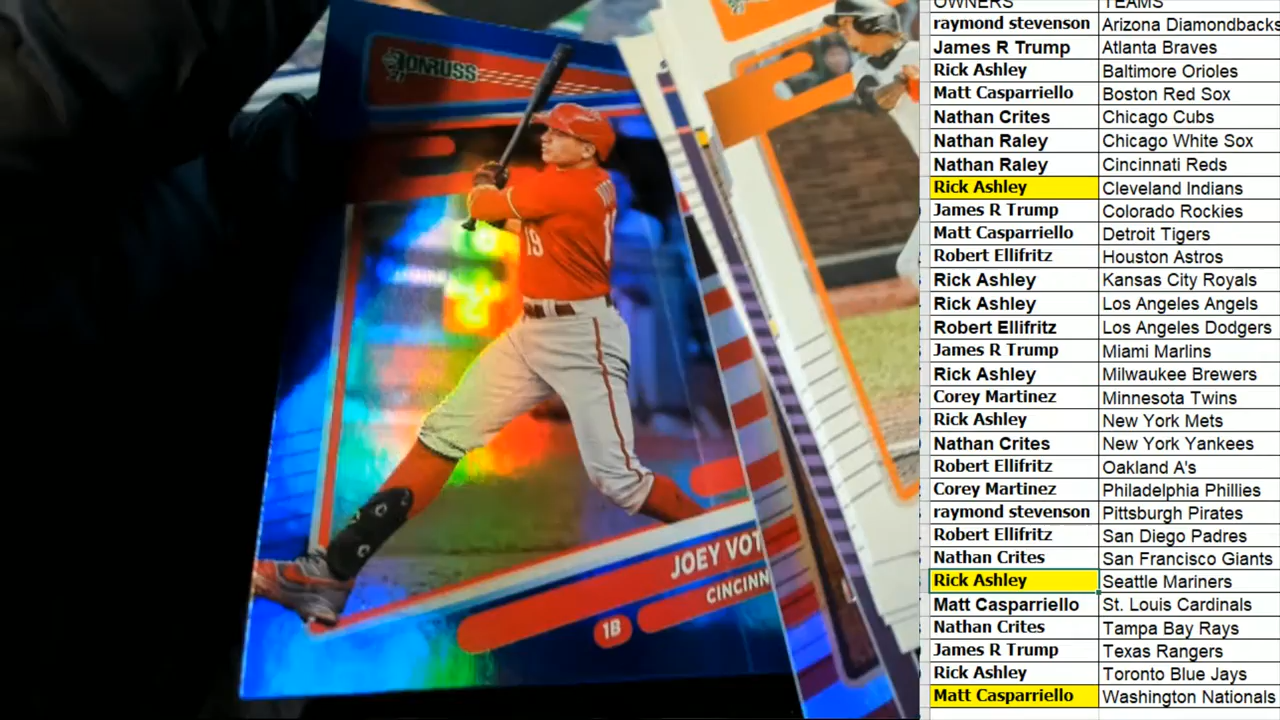 DONRUSS
19
1
JOEY VOT
CINCINN
1B
OWNERS TEAMS
raymond stevenson Arizona Diamondbacks
James R Trump Atlanta Braves
Rick Ashley Baltimore Orioles
Matt Casparriello Boston Red Sox
Nathan Crites Chicago Cubs
Nathan Raley Chicago White Sox
Nathan Raley Cincinnati Reds
Rick Ashley Cleveland Indians
James R Trump Colorado Rockies
Matt Casparriello Detroit Tigers
Robert Ellifritz Houston Astros
Rick Ashley Kansas City Royals
Rick Ashley Los Angeles Angels
Robert Ellifritz Los Angeles Dodgers
James R Trump Miami Marlins
Rick Ashley Milwaukee Brewers
Corey Martinez Minnesota Twins
Rick Ashley New York Mets
Nathan Crites New York Yankees
Robert Ellifritz Oakland A's
Corey Martinez Philadelphia Phillies
raymond stevenson Pittsburgh Pirates
Robert Ellifritz San Diego Padres
Nathan Crites San Francisco Giants
Rick Ashley Seattle Mariners
Matt Casparriello St. Louis Cardinals
Nathan Crites Tampa Bay Rays
James R Trump Texas Rangers
Rick Ashley Toronto Blue Jays
Matt Casparriello Washington Nationals